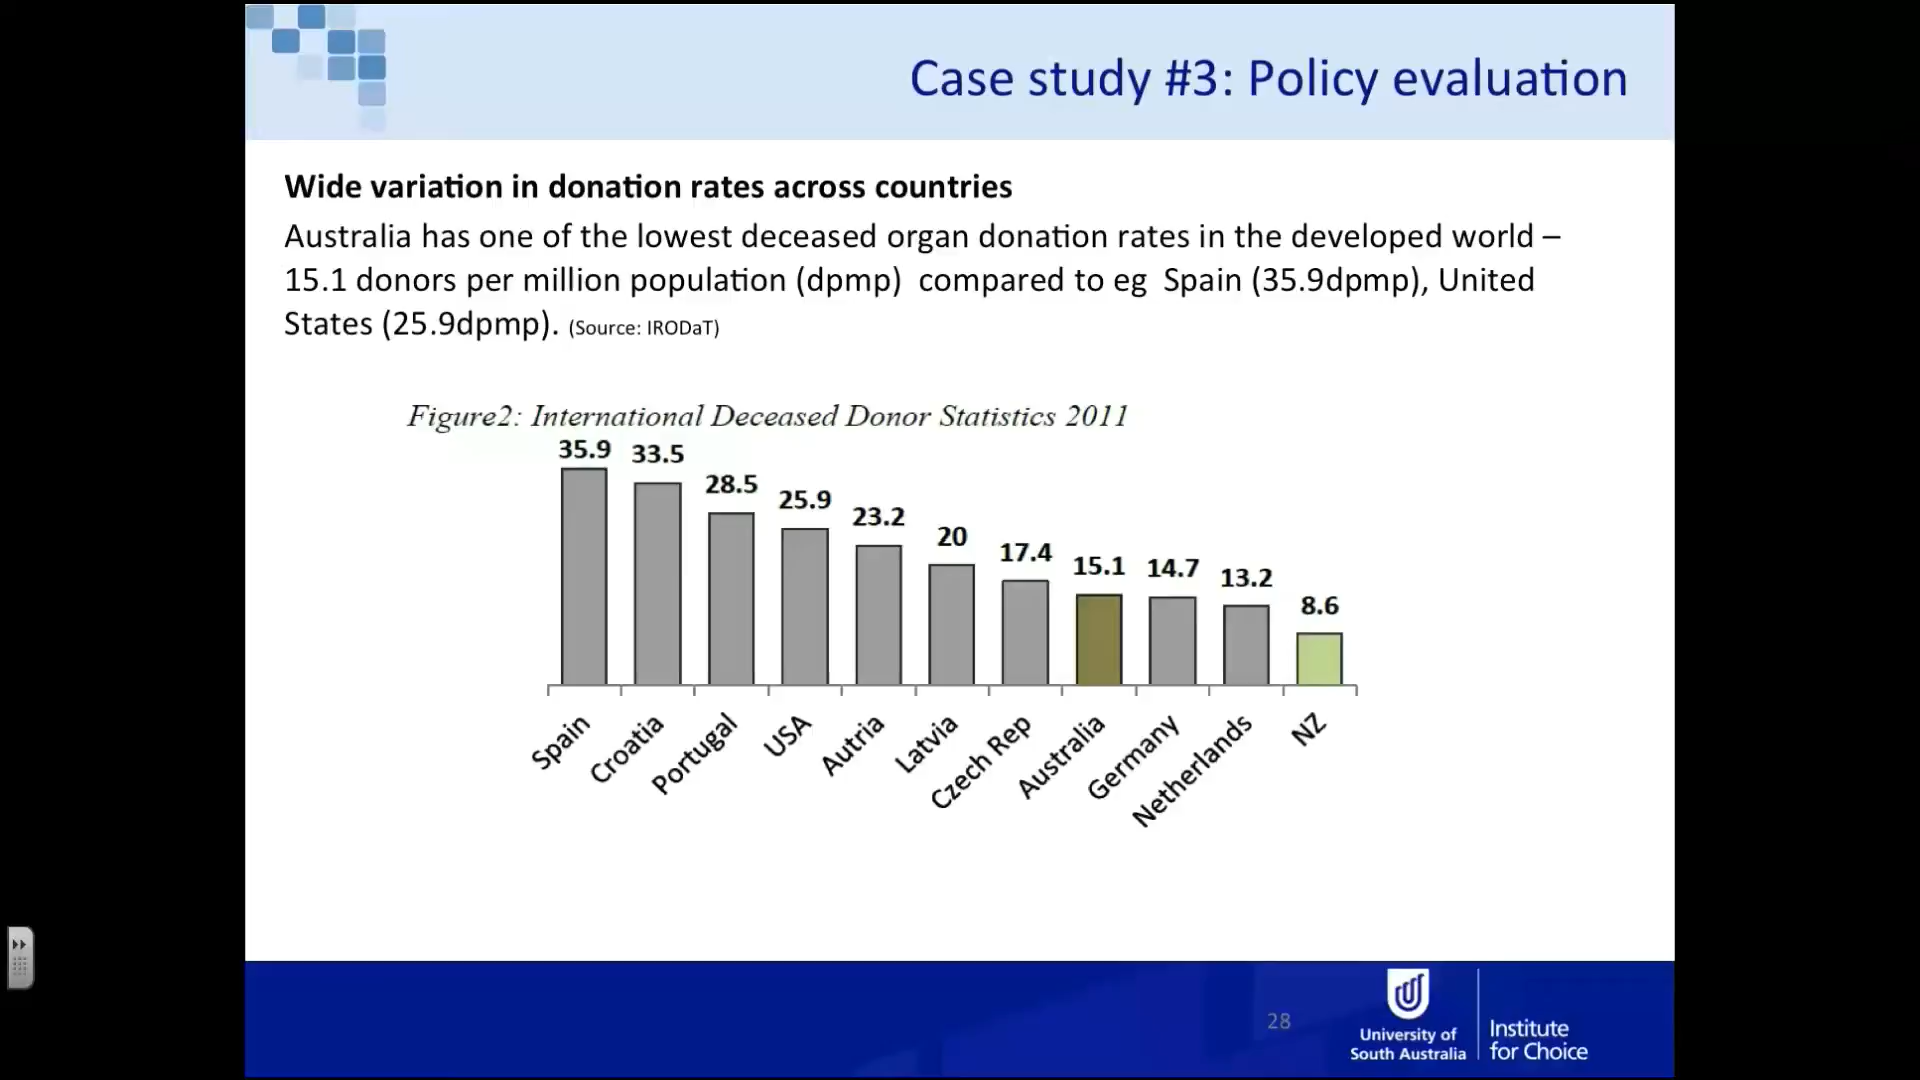 Case study #3: Policy evaluation
Wide variation in donation rates across countries
Australia has one of the lowest deceased organ donation rates in the developed world –
15.1 donors per million population (dpmp)  compared to eg  Spain (35.9dpmp), United
States (25.9dpmp). (Source: IRODaT)
Figure2: International Deceased Donor Statistics 2011
35.9 33.5 28.5 25.9 23.2 20 17.4 15.1 14.7 13.2 8.6
Spain Croatia Portugal USA Autria Latvia Czech Rep Australia Germany Netherlands NZ
28
University of
South Australia
Institute
for Choice